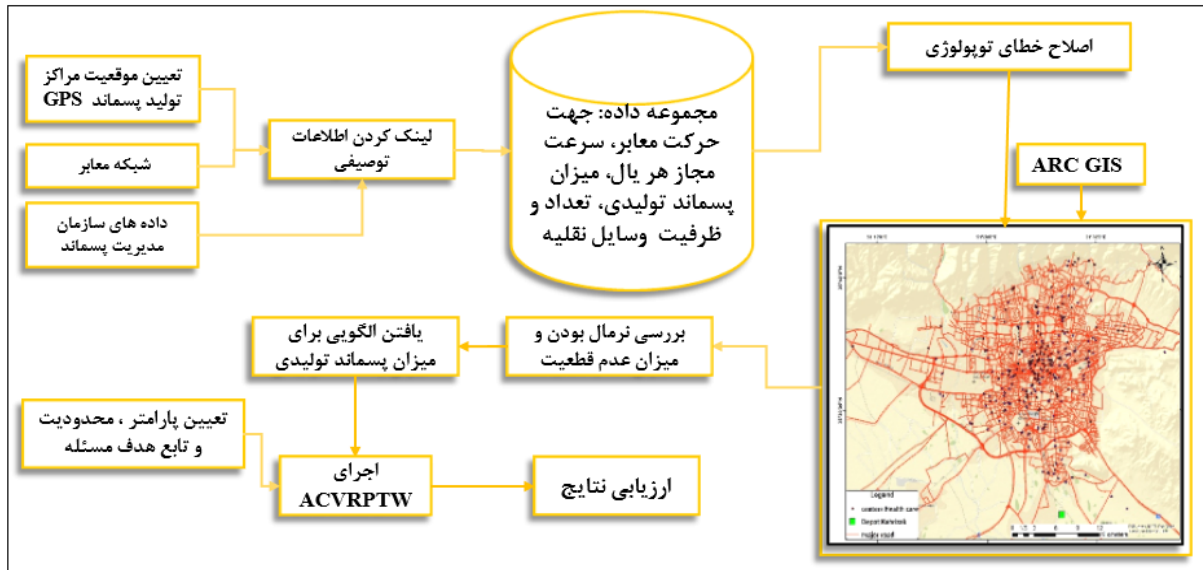 تعیین موقعیت مراکز
تولید پسماند GPS
شبکه معابر
داده های سازمان
مدیریت پسماند
لینک کردن اطلاعات
توصیفی
مجموعه داده: جهت
حرکت معابر، سرعت
مجاز هر یال، میزان
پسماند تولیدی، تعداد و
ظرفیت وسایل نقلیه
اصلاح خطای توپولوژی
ARC GIS
Legend
major road
بررسی نرمال بودن و
میزان عدم قطعیت
یافتن الگویی برای
میزان پسماند تولیدی
تعیین پارامتر ، محدودیت
و تابع هدف مسئله
اجرای
ACVRPTW
ارزیابی نتایج